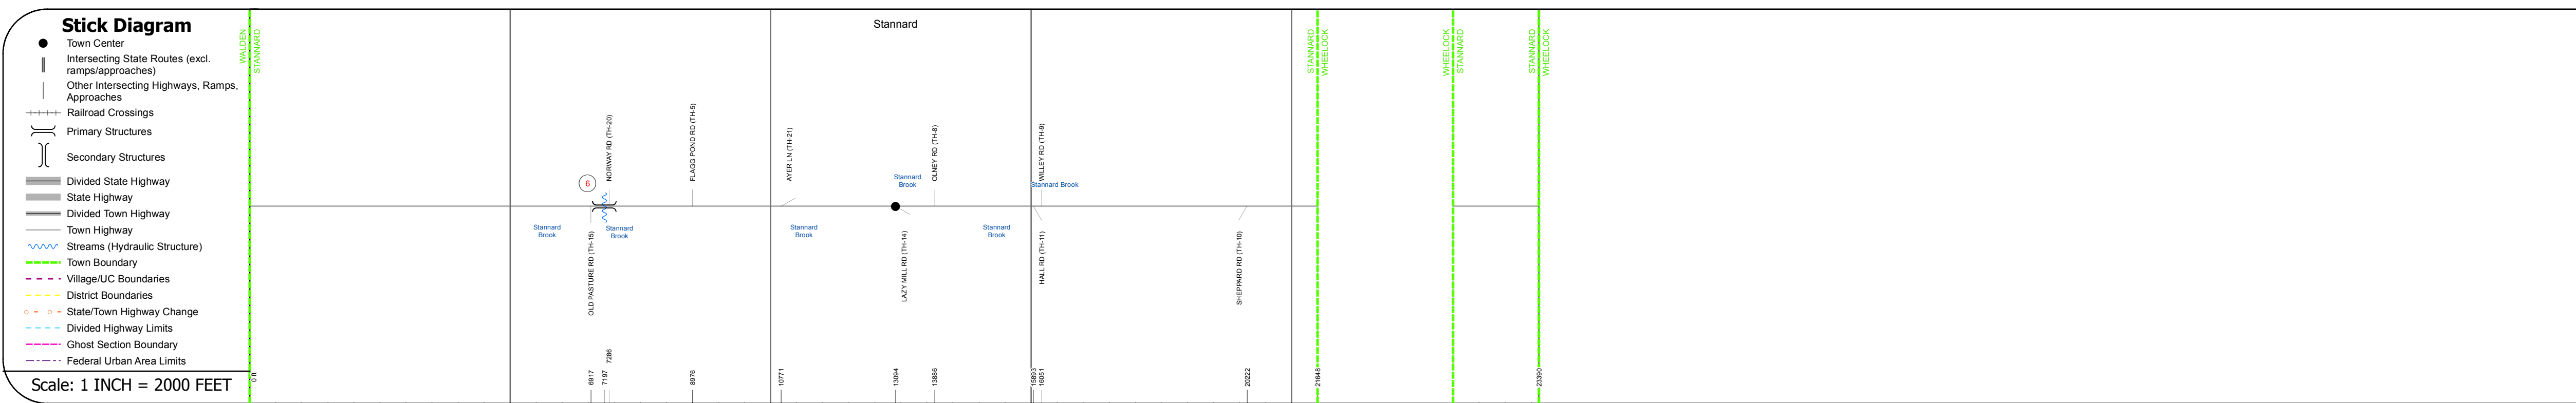 Stick Diagram
Town Center
Intersecting State Routes (excl.
ramps/approaches)
Other Intersecting Highways, Ramps,
Approaches
Railroad Crossings
Primary Structures
Secondary Structures
Divided State Highway
State Highway
Divided Town Highway
Town Highway
Streams (Hydraulic Structure)
Town Boundary
Village/UC Boundaries
District Boundaries
State/Town Highway Change
Divided Highway Limits
Ghost Section Boundary
Federal Urban Area Limits
Scale: 1 INCH = 2000 FEET
Stannard
WALDEN
STANNARD
STANNARD
WHEELOCK
WHEELOCK
STANNARD
STANNARD
WHEELOCK
6
NORWAY RD (TH-20)
FLAGG POND RD (TH-5)
AYER LN (TH-21)
OLNEY RD (TH-8)
WILLEY RD (TH-9)
Stannard
Brook
Stannard Brook
Stannard
Brook
Stannard
Brook
Stannard
Brook
Stannard
Brook
OLD PASTURE RD (TH-15)
LAZY MILL RD (TH-14)
HALL RD (TH-11)
SHEPPARD RD (TH-10)
0 ft
6917
7197
7286
8976
10771
13094
13886
15893
16051
20222
21648
23390